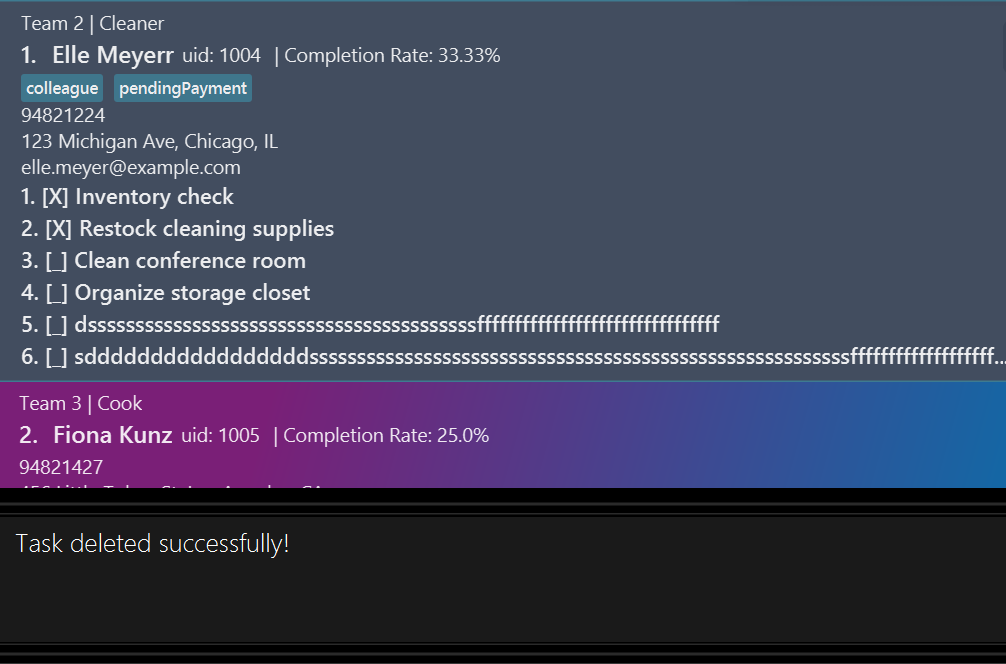 Team 2 | Cleaner
1. Elle Meyerr uid: 1004 | Completion Rate: 33.33%
colleague pendingPayment
94821224
123 Michigan Ave, Chicago, IL
elle.meyer@example.com
1. [X] Inventory check
2. [X] Restock cleaning supplies
3. [_] Clean conference room
4. [_] Organize storage closet
5. [_]
6. [_]
Team 3 | Cook
2. Fiona Kunz uid: 1005 | Completion Rate: 25.0%
94821427
Task deleted successfully!